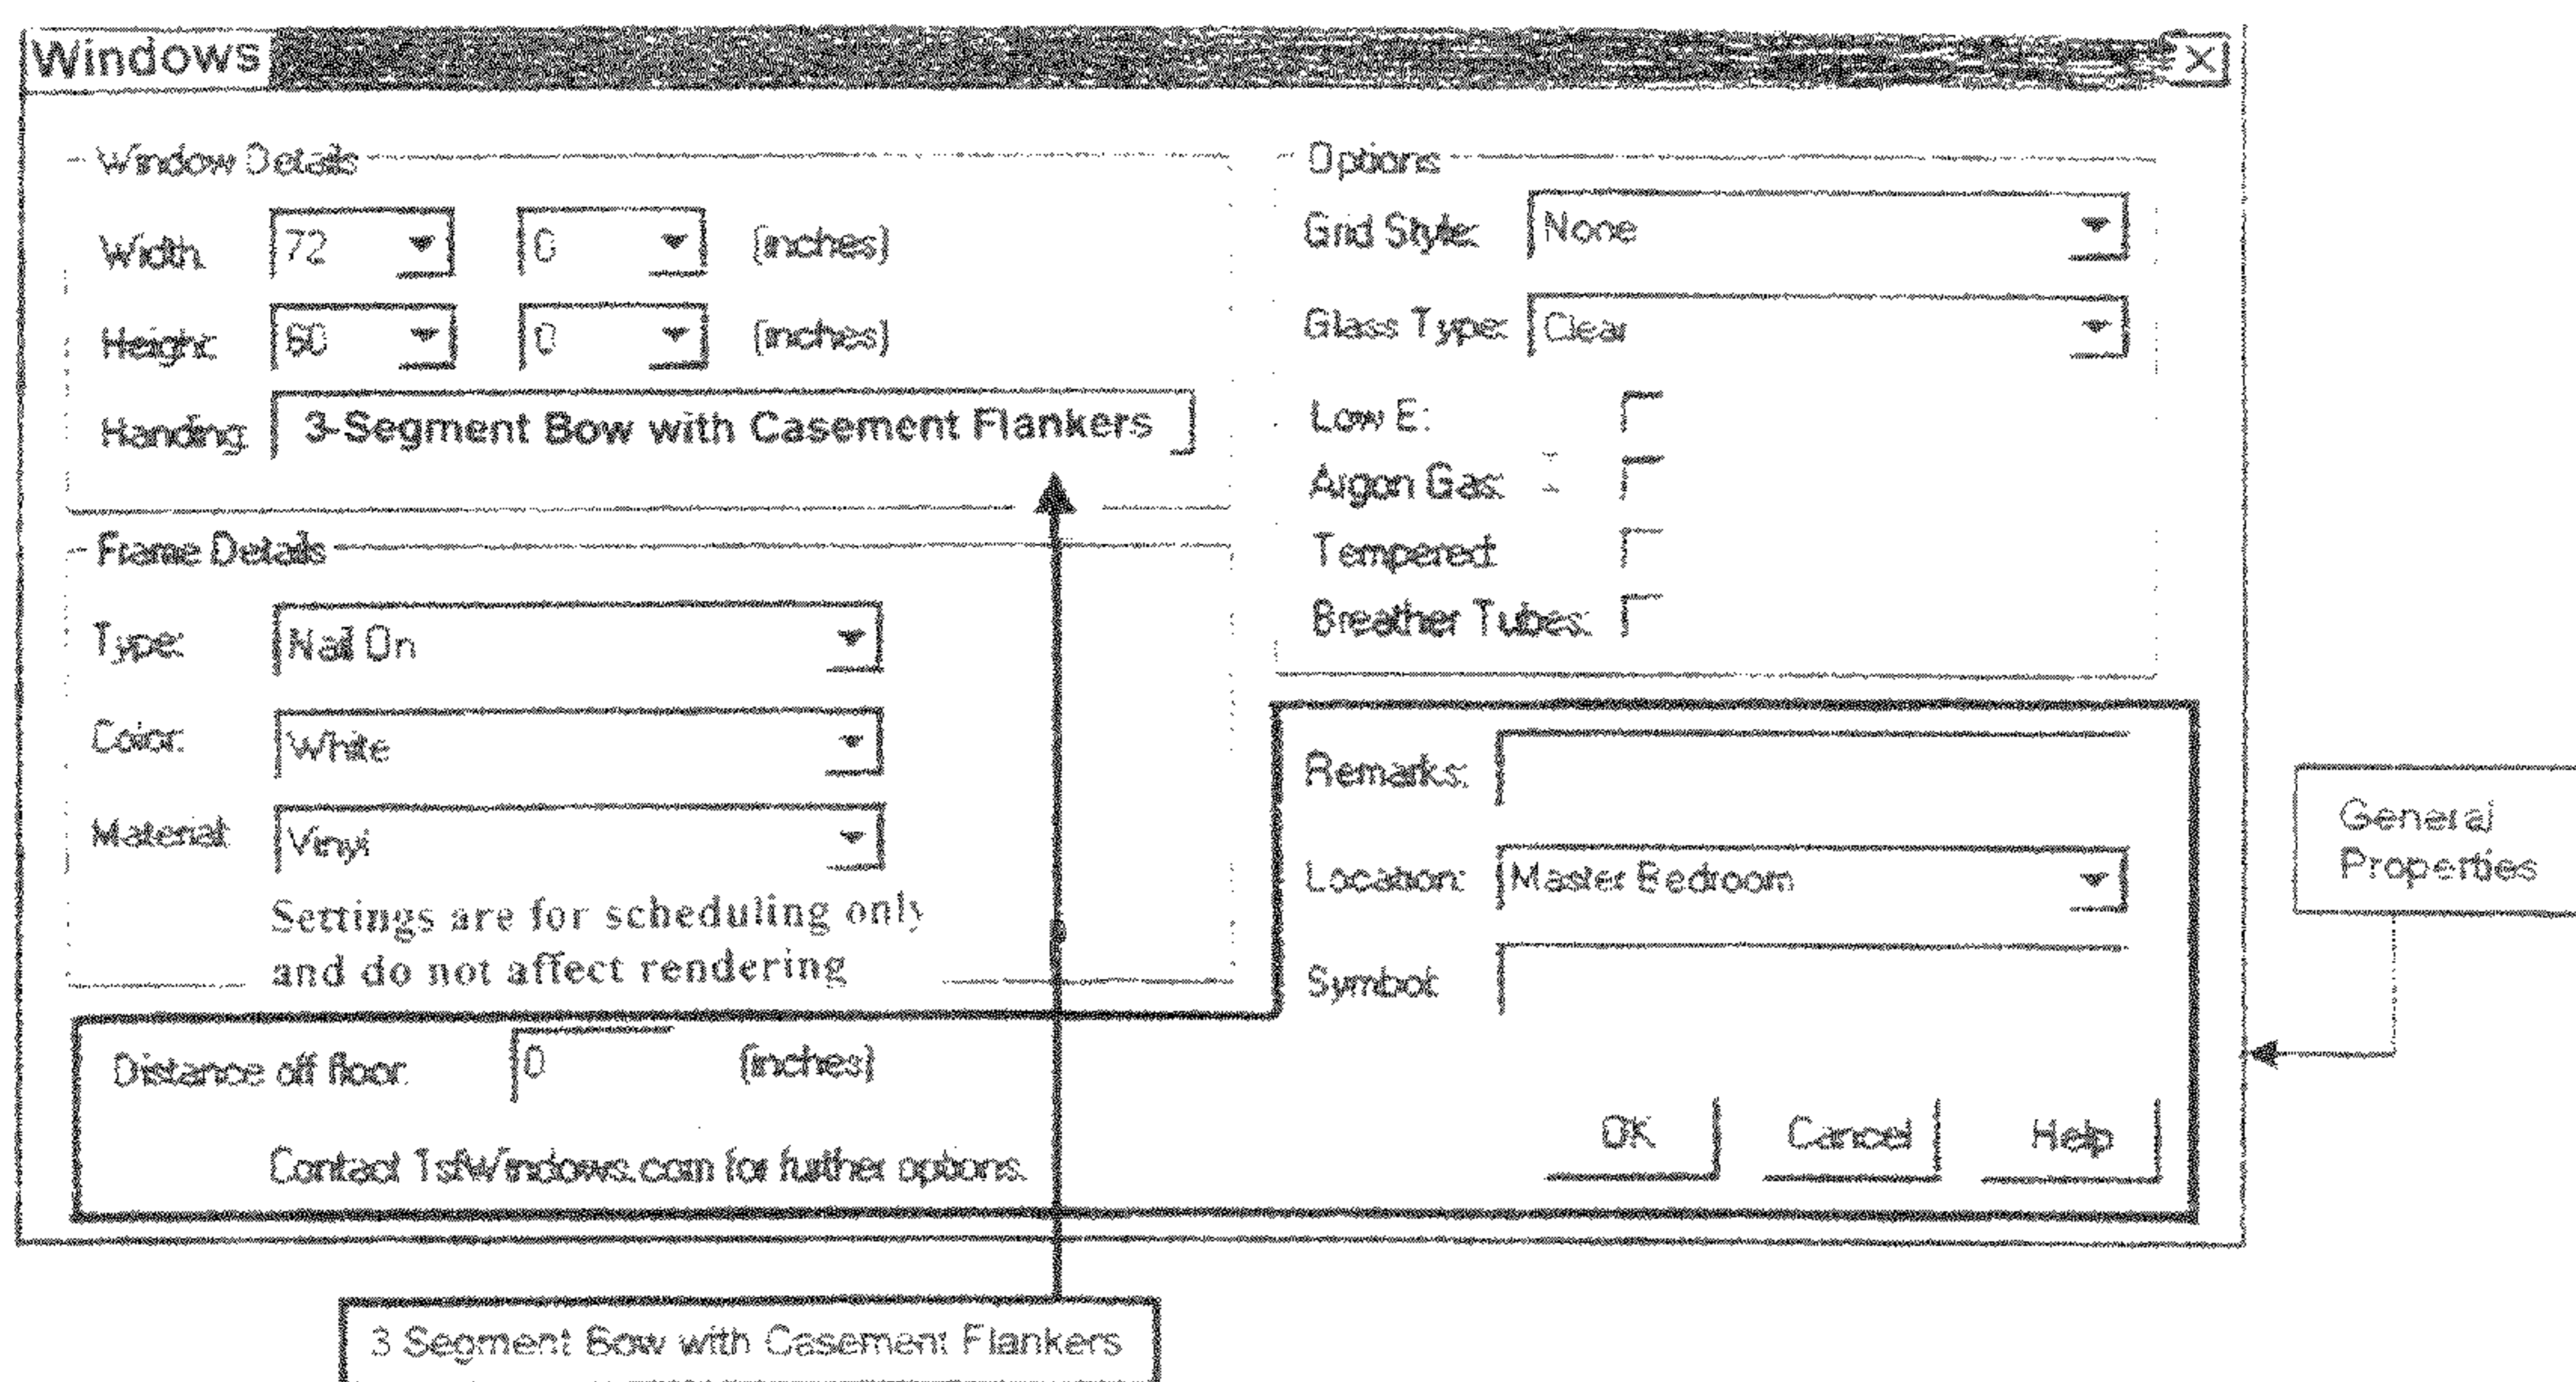 Windows
Window Details
Width: 72 0 (inches)
Height: 60 0 (inches)
Handing: 3-Segment Bow with Casement Flankers
Frame Details
Type: Nail On
Color: White
Material: Vinyl
Settings are for scheduling only
and do not affect rendering
Distance off floor: 0 (inches)
Contact 1stWindows.com for further options.
Options
Grid Style: None
Glass Type: Clear
Low E:
Argon Gas:
Tempered:
Breather Tubes:
Remarks:
Location: Master Bedroom
Symbol:
OK Cancel Help
General
Properties
3 Segment Bow with Casement Flankers